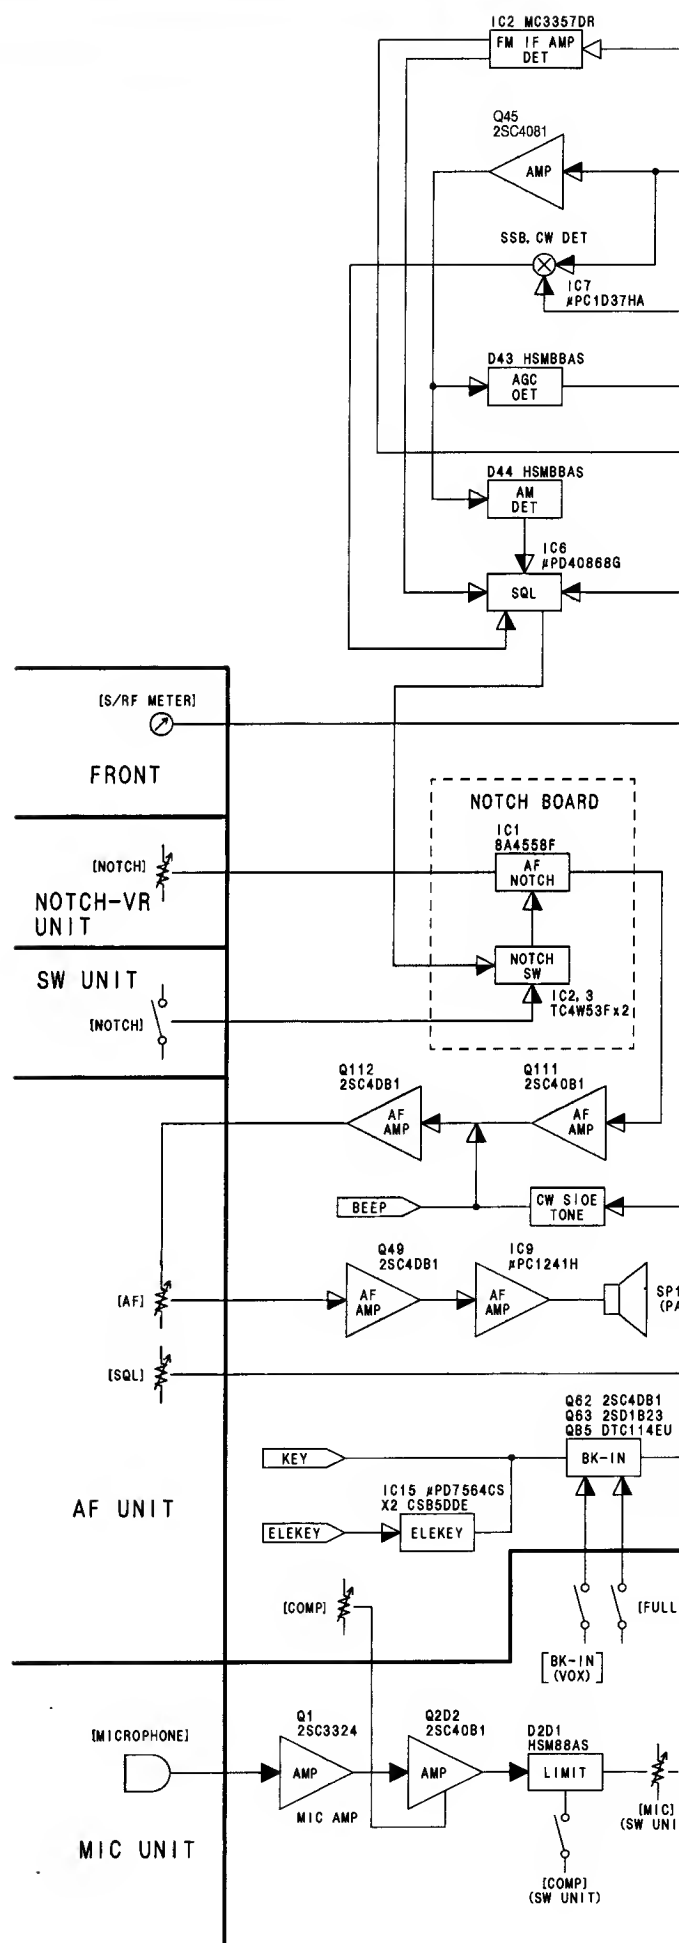 IC2 MC3357DR
FM IF AMP
DET
Q45
2SC4081
AMP
SSB, CW DET
IC7
μPC1D37HA
D43 HSMBBAS
AGC
OET
D44 HSMBBAS
AM
DET
IC6
μPD40868G
SQL
[S/RF METER]
FRONT
NOTCH BOARD
IC1
8A4558F
[NOTCH]
AF
NOTCH
NOTCH-VR
UNIT
SW UNIT
NOTCH
SW
IC2, 3
TC4W53Fx2
[NOTCH]
Q112
2SC4DB1
Q111
2SC40B1
AF
AMP
AF
AMP
BEEP
CW SIOE
TONE
Q49
2SC4DB1
IC9
μPC1241H
[AF]
AF
AMP
AF
AMP
SP1
(PA
[SQL]
Q62 2SC4DB1
Q63 2SD1B23
QB5 DTC114EU
KEY
BK-IN
IC15 μPD7564CS
X2 CSB5DDE
AF UNIT
ELEKEY
ELEKEY
[COMP]
[FULL
[BK-IN]
(VOX)
Q1
2SC3324
Q2D2
2SC40B1
D2D1
HSM88AS
[MICROPHONE]
AMP
AMP
LIMIT
MIC AMP
[MIC]
(SW UNI
MIC UNIT
[COMP]
(SW UNIT)